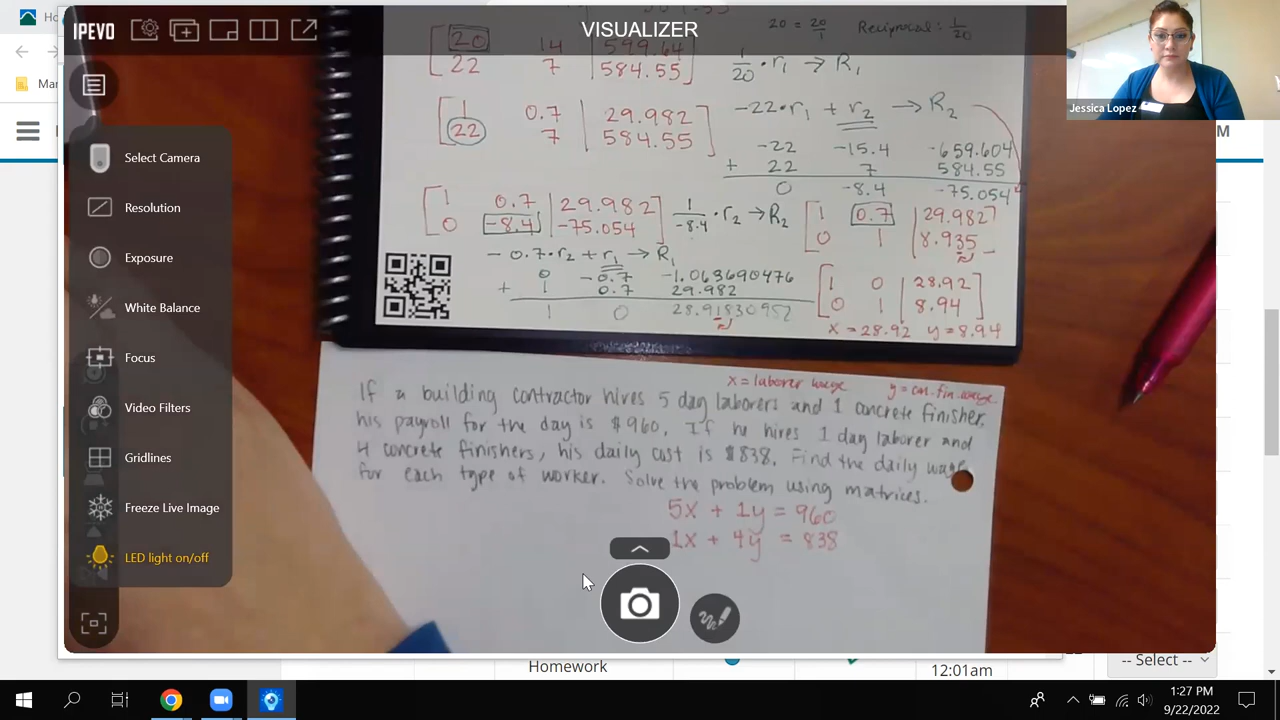 IPEVO
VISUALIZER
Jessica Lopez
Select Camera
Resolution
Exposure
White Balance
Focus
Video Filters
Gridlines
Freeze Live Image
LED light on/off
20 = 20/1 Reciprocal: 1/20
[20 14 | 599.64]
[22 7 | 584.55]
1/20 · r₁ → R₁
[1 0.7 | 29.982]
[22 7 | 584.55]
-22·r₁ + r₂ → R₂
-22 -15.4 -659.604
+ 22 7 584.55
0 -8.4 -75.054
[1 0.7 | 29.982]
[0 -8.4 | -75.054]
1/-8.4 · r₂ → R₂
[1 0.7 | 29.982]
[0 1 | 8.935]
-0.7·r₂ + r₁ → R₁
0 -0.7 -1.063690476
+ 1 0.7 29.982
1 0 28.91830952
[1 0 | 28.92]
[0 1 | 8.94]
x = 28.92 y = 8.94
x = laborer wage y = con. fin. wage
If a building contractor hires 5 day laborers and 1 concrete finisher,
his payroll for the day is $960. If he hires 1 day laborer and
4 concrete finishers, his daily cost is $838. Find the daily wage
for each type of worker. Solve the problem using matrices.
5x + 1y = 960
1x + 4y = 838
Homework
12:01am
-- Select --
1:27 PM
9/22/2022